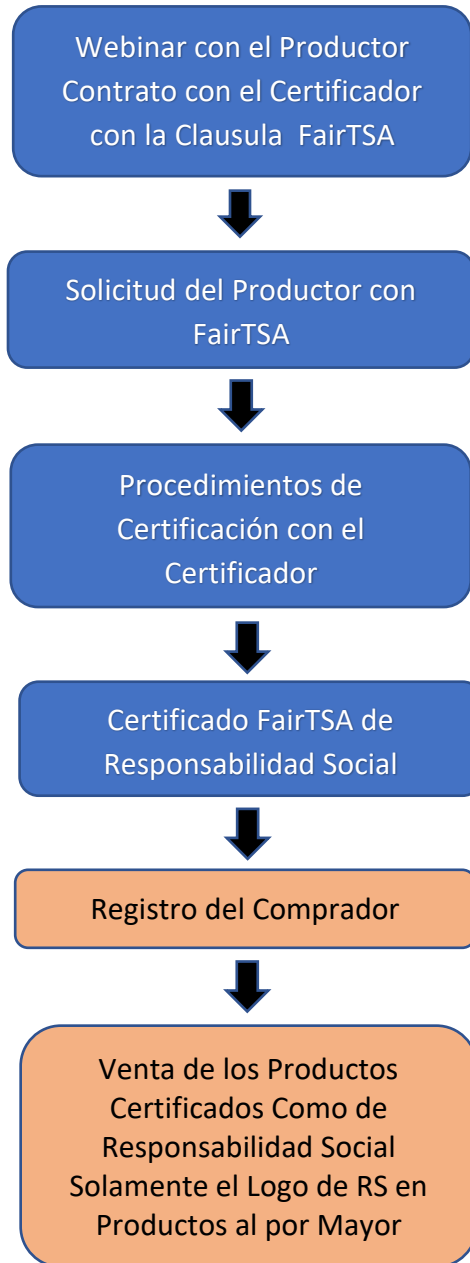 Webinar con el Productor
Contrato con el Certificador
con la Clausula FairTSA
Solicitud del Productor con
FairTSA
Procedimientos de
Certificación con el
Certificador
Certificado FairTSA de
Responsabilidad Social
Registro del Comprador
Venta de los Productos
Certificados Como de
Responsabilidad Social
Solamente el Logo de RS en
Productos al por Mayor